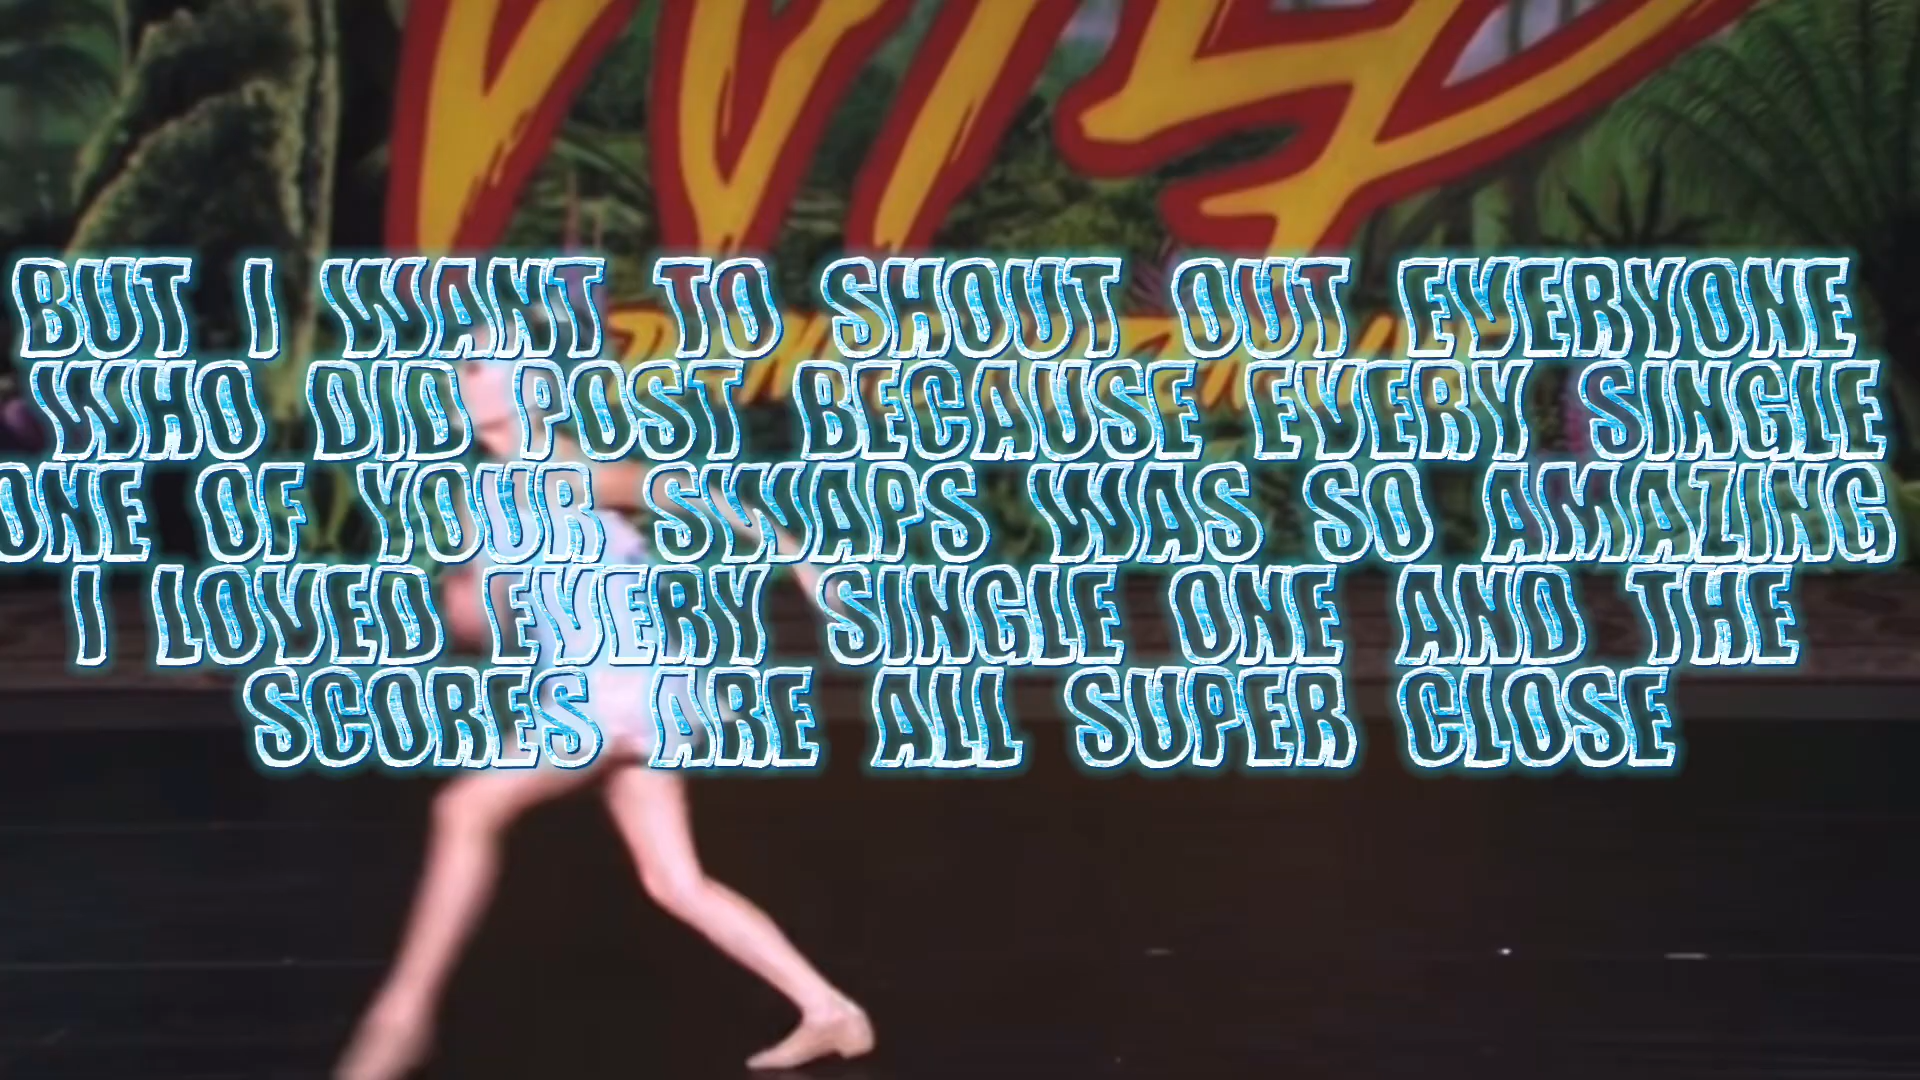 WILD
BUT I WANT TO SHOUT OUT EVERYONE
WHO DID POST BECAUSE EVERY SINGLE
ONE OF YOUR SWAPS WAS SO AMAZING
I LOVED EVERY SINGLE ONE AND THE
SCORES ARE ALL SUPER CLOSE